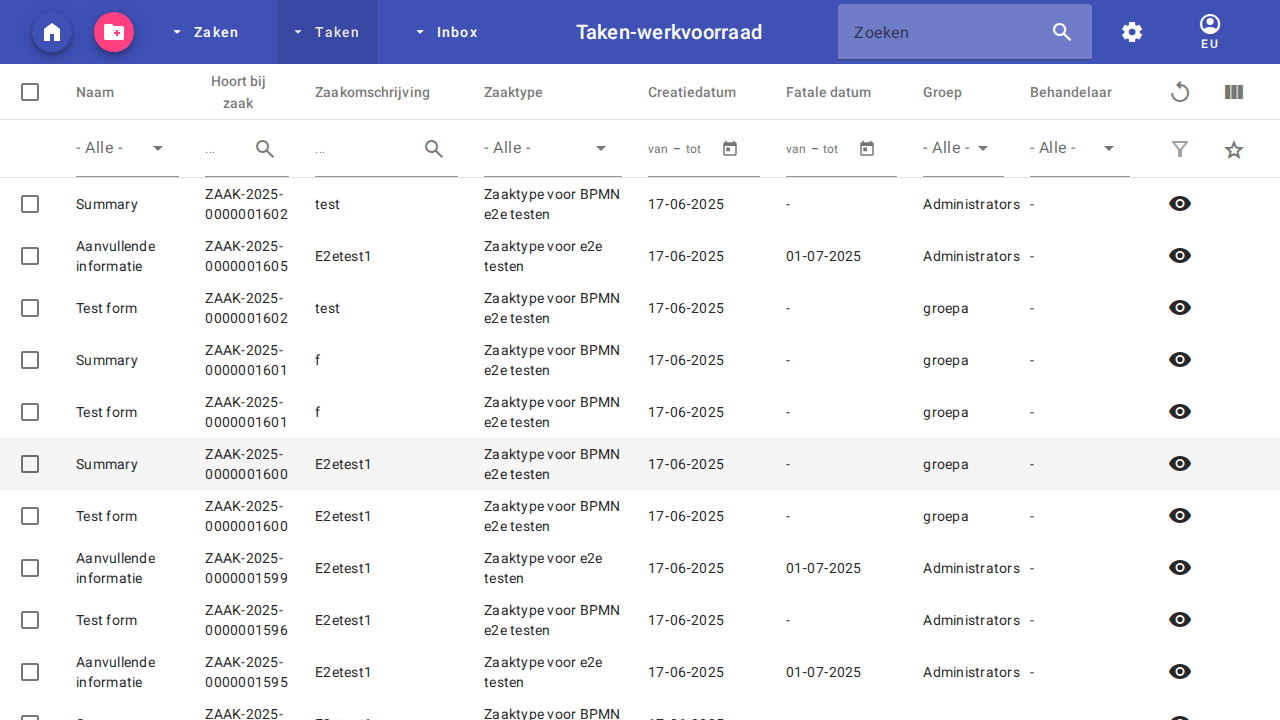 Zaken Taken Inbox Taken-werkvoorraad Zoeken EU
Naam Hoort bij zaak Zaakomschrijving Zaaktype Creatiedatum Fatale datum Groep Behandelaar
- Alle - ... ... - Alle - van – tot van – tot - Alle - - Alle -
Summary ZAAK-2025-0000001602 test Zaaktype voor BPMN e2e testen 17-06-2025 - Administrators -
Aanvullende informatie ZAAK-2025-0000001605 E2etest1 Zaaktype voor e2e testen 17-06-2025 01-07-2025 Administrators -
Test form ZAAK-2025-0000001602 test Zaaktype voor BPMN e2e testen 17-06-2025 - groepa -
Summary ZAAK-2025-0000001601 f Zaaktype voor BPMN e2e testen 17-06-2025 - groepa -
Test form ZAAK-2025-0000001601 f Zaaktype voor BPMN e2e testen 17-06-2025 - groepa -
Summary ZAAK-2025-0000001600 E2etest1 Zaaktype voor BPMN e2e testen 17-06-2025 - groepa -
Test form ZAAK-2025-0000001600 E2etest1 Zaaktype voor BPMN e2e testen 17-06-2025 - groepa -
Aanvullende informatie ZAAK-2025-0000001599 E2etest1 Zaaktype voor e2e testen 17-06-2025 01-07-2025 Administrators -
Test form ZAAK-2025-0000001596 E2etest1 Zaaktype voor BPMN e2e testen 17-06-2025 - Administrators -
Aanvullende informatie ZAAK-2025-0000001595 E2etest1 Zaaktype voor e2e testen 17-06-2025 01-07-2025 Administrators -
ZAAK-2025- Zaaktype voor BPMN